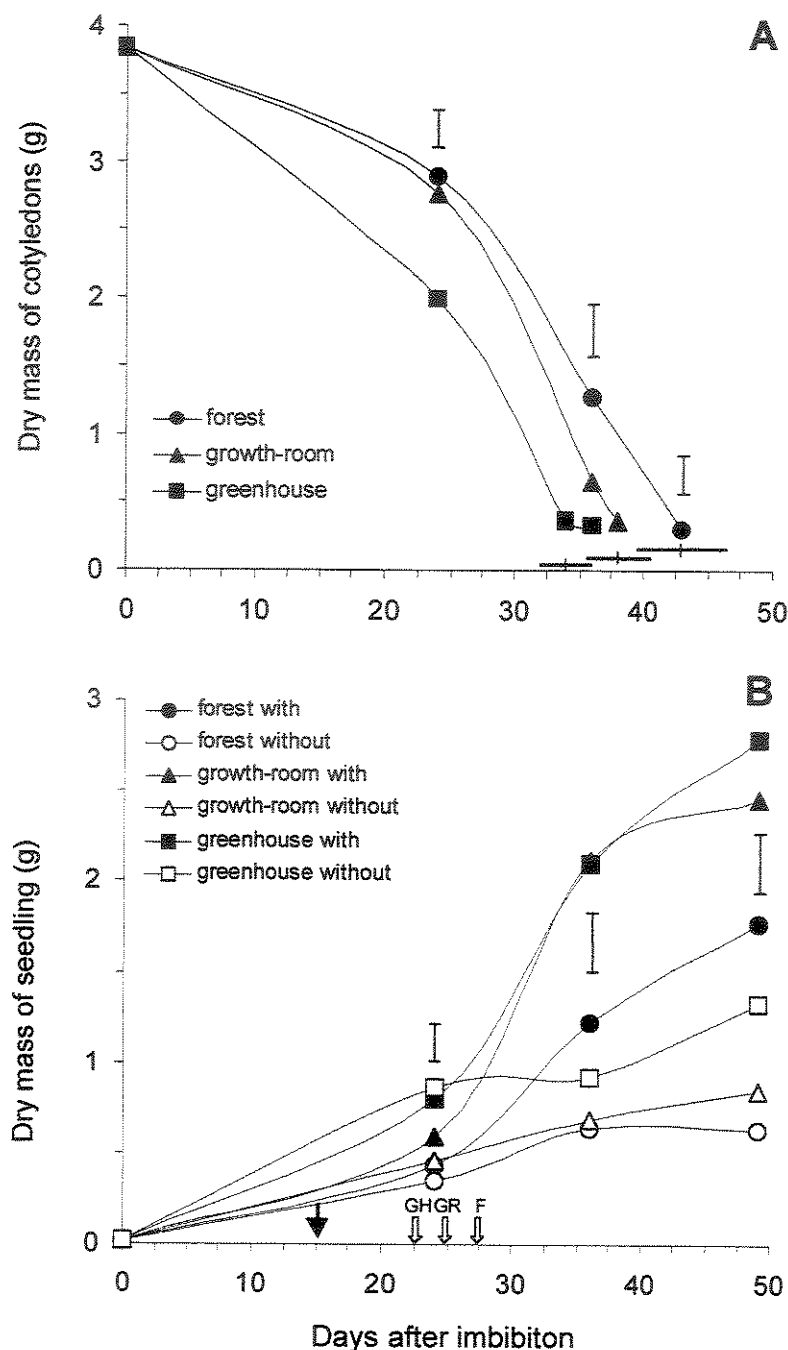 A
4
3
2
1
0
Dry mass of cotyledons (g)
forest
growth-room
greenhouse
0 10 20 30 40 50
B
3
2
1
0
Dry mass of seedling (g)
forest with
forest without
growth-room with
growth-room without
greenhouse with
greenhouse without
GH GR F
0 10 20 30 40 50
Days after imbibiton